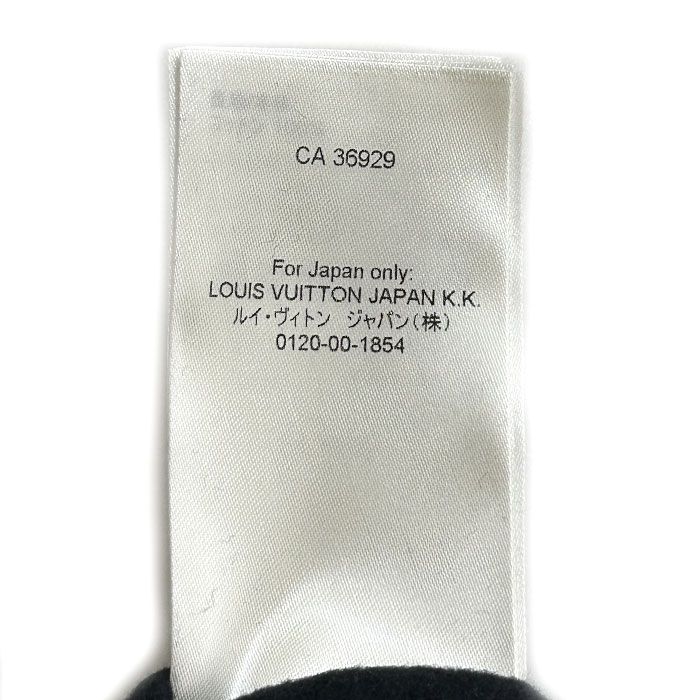 CA 36929
For Japan only:
LOUIS VUITTON JAPAN K.K.
ルイ・ヴィトン ジャパン(株)
0120-00-1854